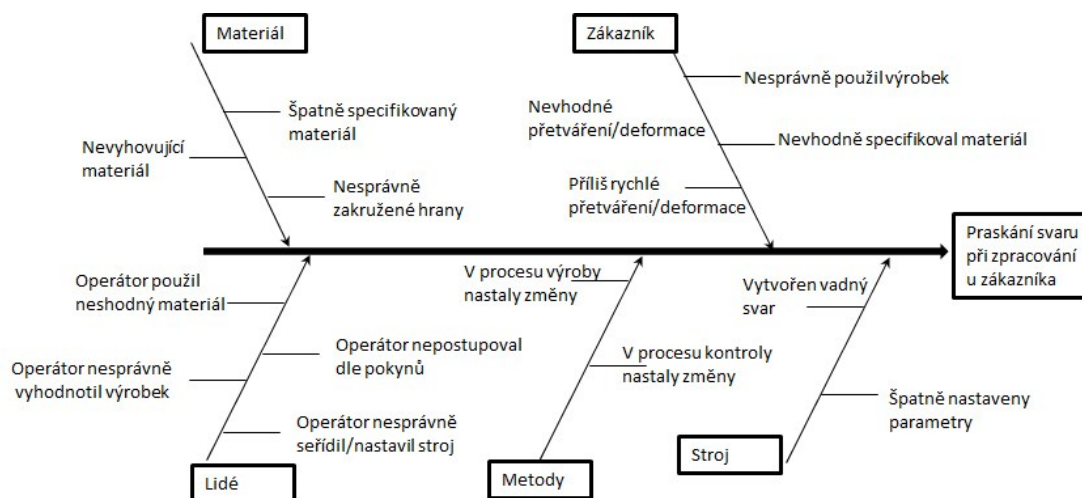 Materiál
Zákazník
Nesprávně použil výrobek
Špatně specifikovaný
materiál
Nevhodné
přetváření/deformace
Nevhodně specifikoval materiál
Nevyhovující
materiál
Nesprávně
zakružené hrany
Příliš rychlé
přetváření/deformace
Praskání svaru
při zpracování
u zákazníka
Operátor použil
neshodný materiál
V procesu výroby
nastaly změny
Vytvořen vadný
svar
Operátor nepostupoval
dle pokynů
V procesu kontroly
nastaly změny
Operátor nesprávně
vyhodnotil výrobek
Špatně nastaveny
parametry
Operátor nesprávně
seřídil/nastavil stroj
Lidé
Metody
Stroj